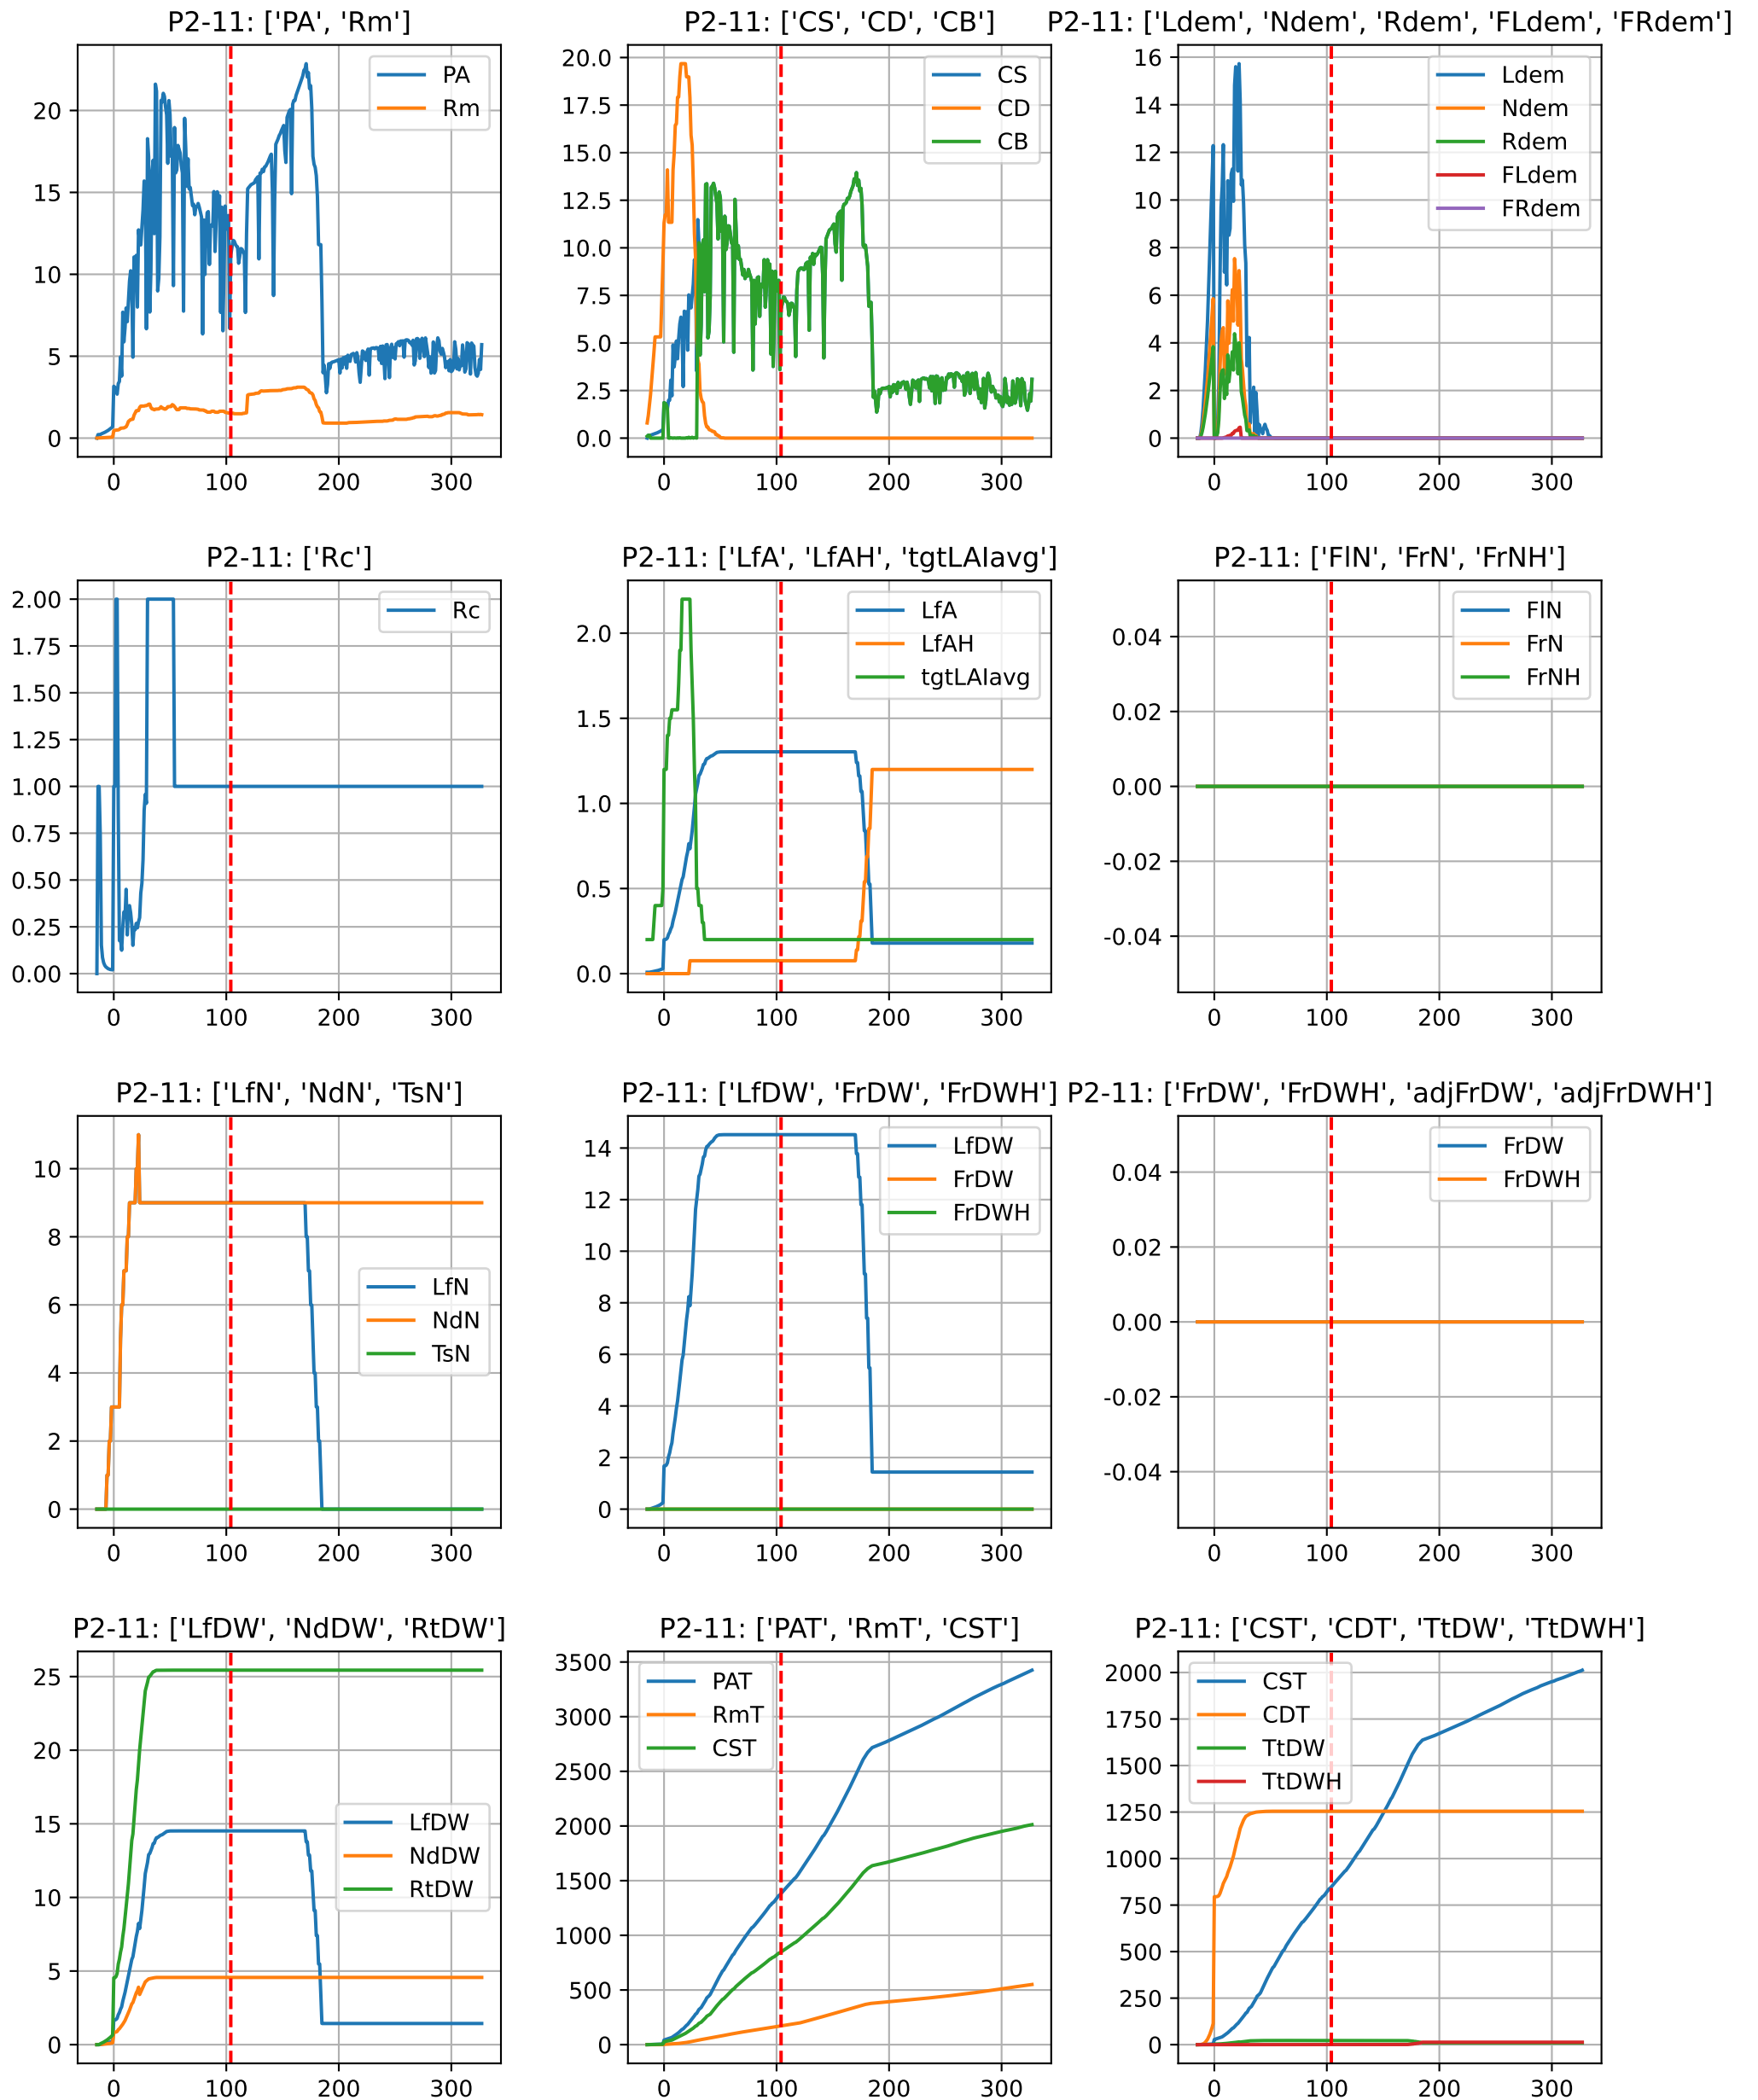 P2-11: ['PA', 'Rm']
20
15
10
5
0
0 100 200 300
PA
Rm
P2-11: ['CS', 'CD', 'CB']
20.0
17.5
15.0
12.5
10.0
7.5
5.0
2.5
0.0
0 100 200 300
CS
CD
CB
P2-11: ['Ldem', 'Ndem', 'Rdem', 'FLdem', 'FRdem']
16
14
12
10
8
6
4
2
0
0 100 200 300
Ldem
Ndem
Rdem
FLdem
FRdem
P2-11: ['Rc']
2.00
1.75
1.50
1.25
1.00
0.75
0.50
0.25
0.00
0 100 200 300
Rc
P2-11: ['LfA', 'LfAH', 'tgtLAIavg']
2.0
1.5
1.0
0.5
0.0
0 100 200 300
LfA
LfAH
tgtLAIavg
P2-11: ['FlN', 'FrN', 'FrNH']
0.04
0.02
0.00
-0.02
-0.04
0 100 200 300
FlN
FrN
FrNH
P2-11: ['LfN', 'NdN', 'TsN']
10
8
6
4
2
0
0 100 200 300
LfN
NdN
TsN
P2-11: ['LfDW', 'FrDW', 'FrDWH']
14
12
10
8
6
4
2
0
0 100 200 300
LfDW
FrDW
FrDWH
P2-11: ['FrDW', 'FrDWH', 'adjFrDW', 'adjFrDWH']
0.04
0.02
0.00
-0.02
-0.04
0 100 200 300
FrDW
FrDWH
P2-11: ['LfDW', 'NdDW', 'RtDW']
25
20
15
10
5
0
0 100 200 300
LfDW
NdDW
RtDW
P2-11: ['PAT', 'RmT', 'CST']
3500
3000
2500
2000
1500
1000
500
0
0 100 200 300
PAT
RmT
CST
P2-11: ['CST', 'CDT', 'TtDW', 'TtDWH']
2000
1750
1500
1250
1000
750
500
250
0
0 100 200 300
CST
CDT
TtDW
TtDWH